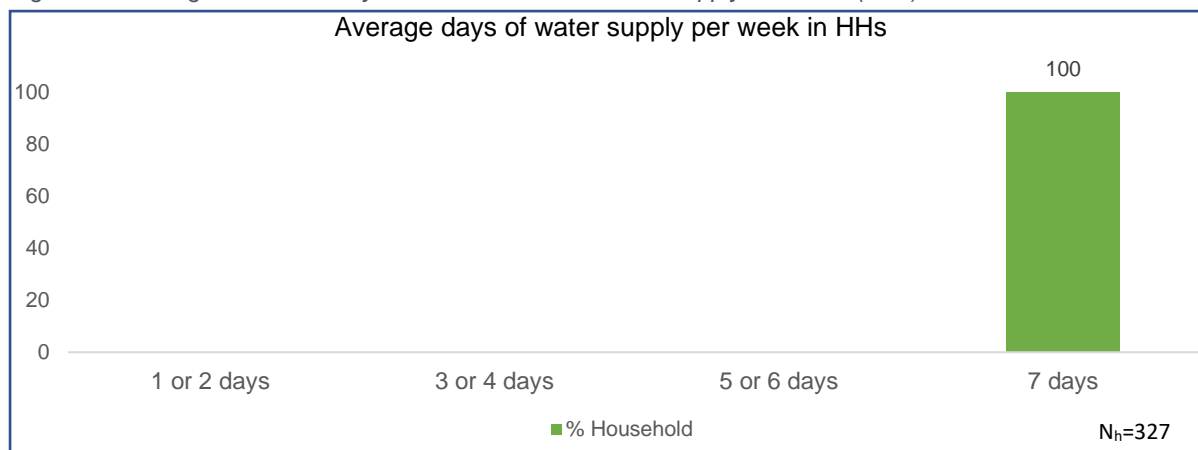 Average days of water supply per week in HHs
100
100
80
60
40
20
0
1 or 2 days
3 or 4 days
5 or 6 days
7 days
% Household
Nₕ=327